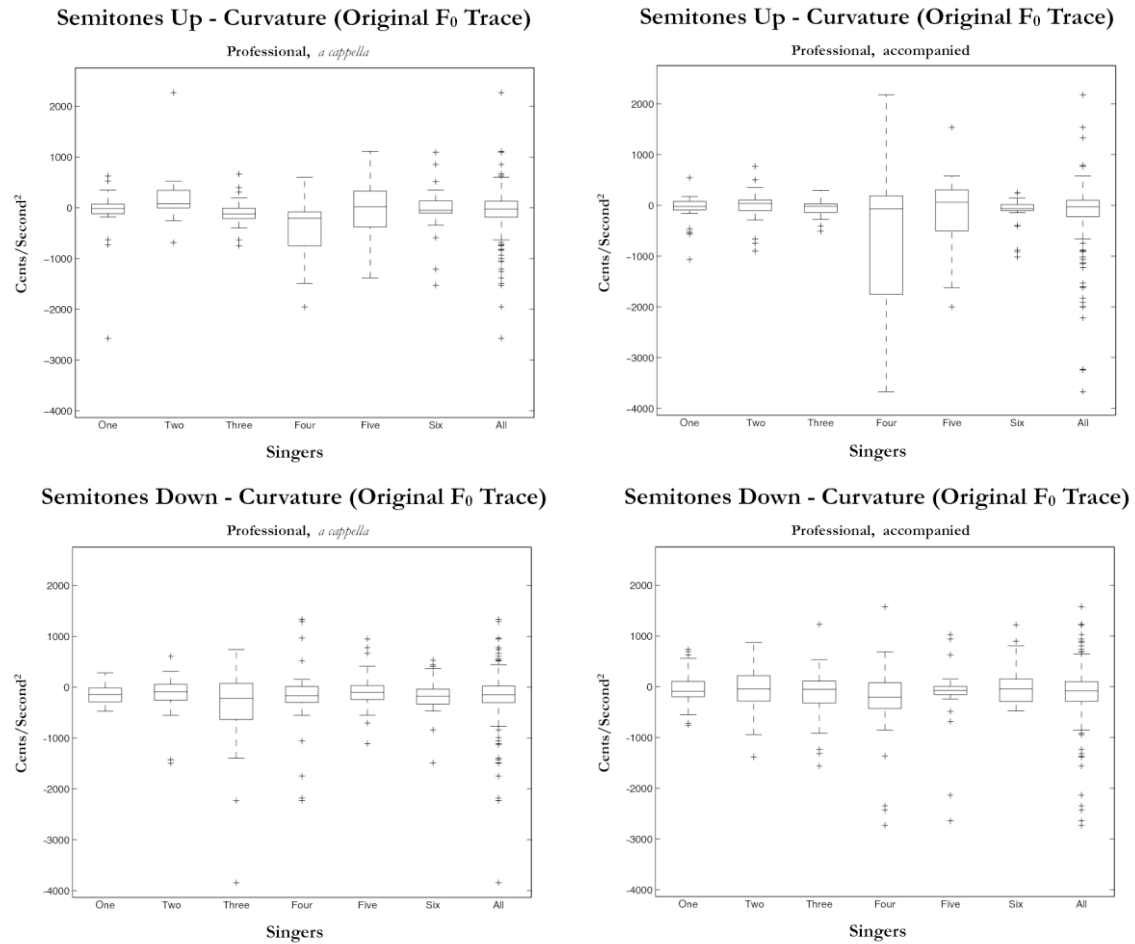 Semitones Up - Curvature (Original F₀ Trace)
Professional, a cappella
Cents/Second²
2000
1000
0
−1000
−2000
−3000
−4000
One Two Three Four Five Six All
Singers
Semitones Up - Curvature (Original F₀ Trace)
Professional, accompanied
Cents/Second²
2000
1000
0
−1000
−2000
−3000
−4000
One Two Three Four Five Six All
Singers
Semitones Down - Curvature (Original F₀ Trace)
Professional, a cappella
Cents/Second²
2000
1000
0
−1000
−2000
−3000
−4000
One Two Three Four Five Six All
Singers
Semitones Down - Curvature (Original F₀ Trace)
Professional, accompanied
Cents/Second²
2000
1000
0
−1000
−2000
−3000
−4000
One Two Three Four Five Six All
Singers